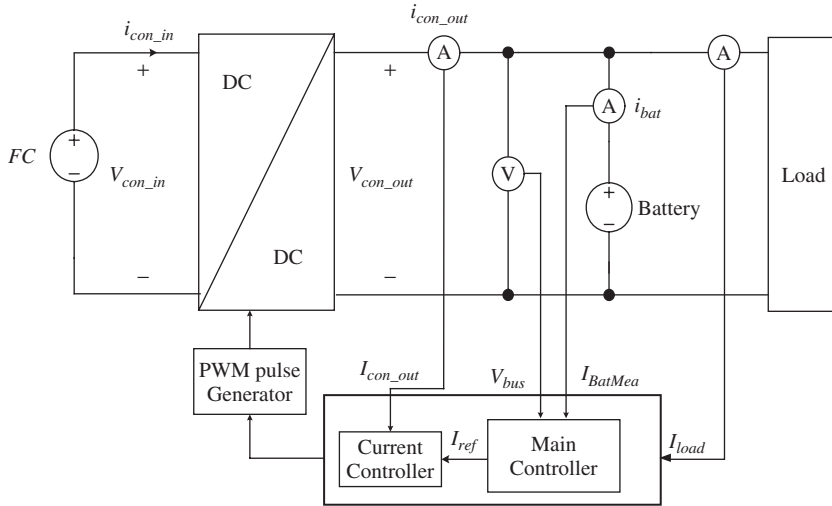 i_con_in
i_con_out
+
DC
+
A
A
A
i_bat
FC
+
−
V_con_in
V_con_out
V
+
−
Battery
Load
−
DC
−
PWM pulse
Generator
I_con_out
V_bus
I_BatMea
Current
Controller
I_ref
Main
Controller
I_load